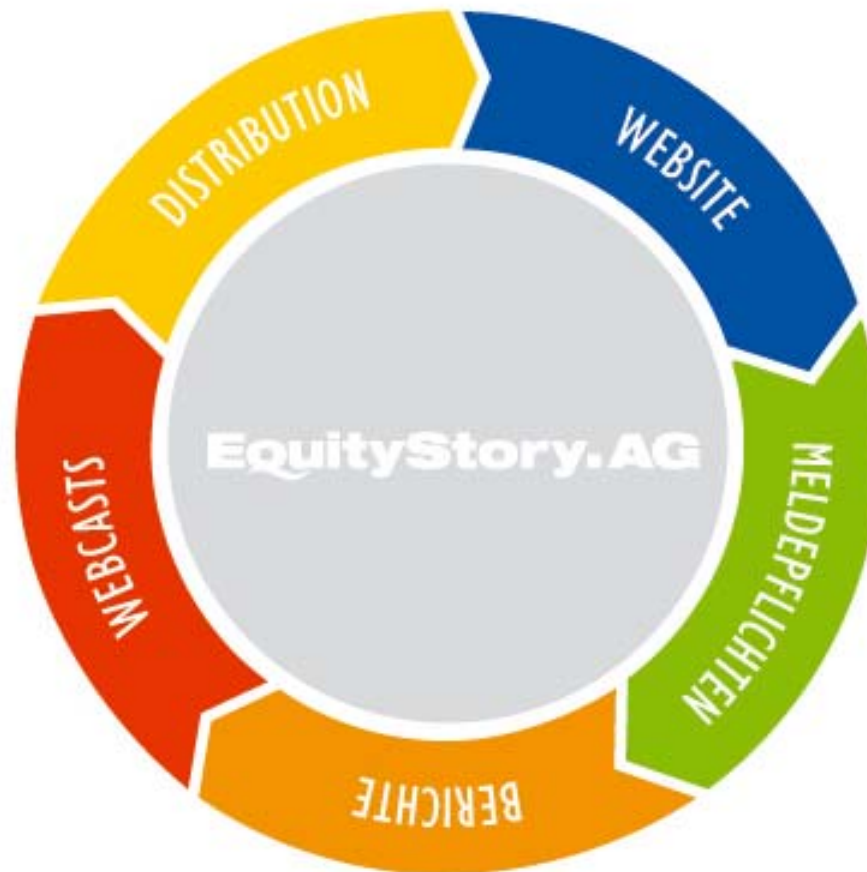 DISTRIBUTION
WEBSITE
EquityStory.AG
MELDEPFLICHTEN
WEBCASTS
BERICHTE